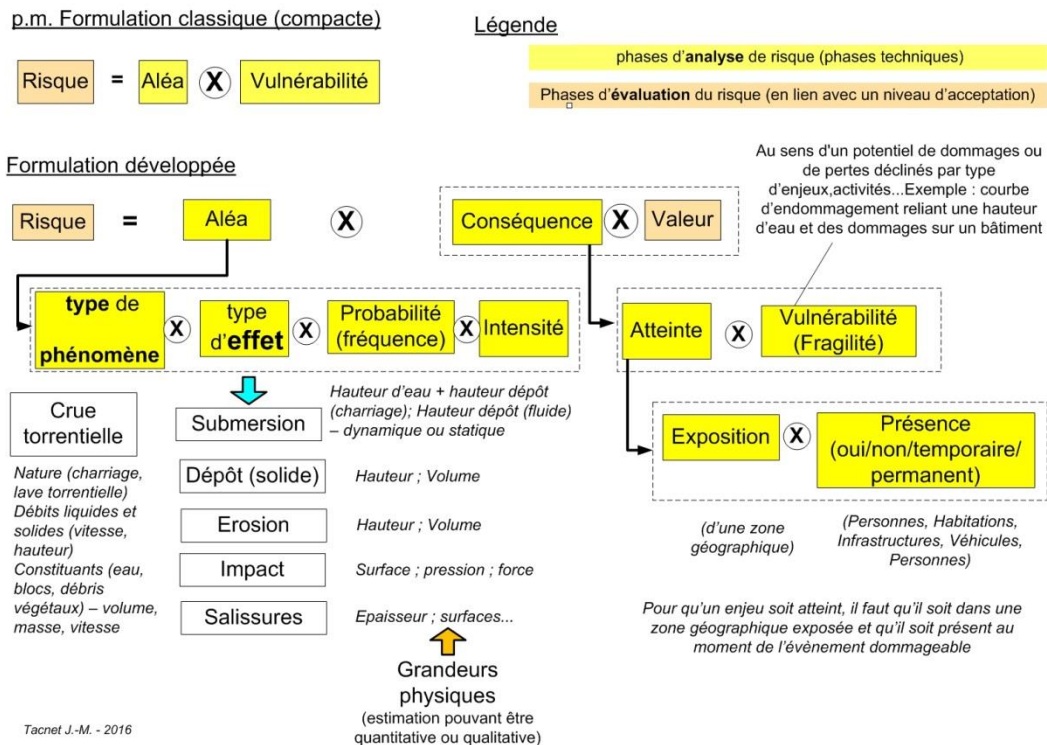 p.m. Formulation classique (compacte)
Légende
Risque = Aléa X Vulnérabilité
phases d'analyse de risque (phases techniques)
Phases d'évaluation du risque (en lien avec un niveau d'acceptation)
Formulation développée
Au sens d'un potentiel de dommages ou
de pertes déclinés par type
d'enjeux,activités...Exemple : courbe
d'endommagement reliant une hauteur
d'eau et des dommages sur un bâtiment
Risque = Aléa X Conséquence X Valeur
type de
phénomène
X
type
d'effet
X
Probabilité
(fréquence)
X
Intensité
Atteinte
X
Vulnérabilité
(Fragilité)
Exposition
X
Présence
(oui/non/temporaire/
permanent)
(d'une zone
géographique)
(Personnes, Habitations,
Infrastructures, Véhicules,
Personnes)
Pour qu'un enjeu soit atteint, il faut qu'il soit dans une
zone géographique exposée et qu'il soit présent au
moment de l'évènement dommageable
Crue
torrentielle
Nature (charriage,
lave torrentielle)
Débits liquides et
solides (vitesse,
hauteur)
Constituants (eau,
blocs, débris
végétaux) – volume,
masse, vitesse
Submersion
Hauteur d'eau + hauteur dépôt
(charriage); Hauteur dépôt (fluide)
– dynamique ou statique
Dépôt (solide)
Hauteur ; Volume
Erosion
Hauteur ; Volume
Impact
Surface ; pression ; force
Salissures
Epaisseur ; surfaces...
Grandeurs
physiques
(estimation pouvant être
quantitative ou qualitative)
Tacnet J.-M. - 2016